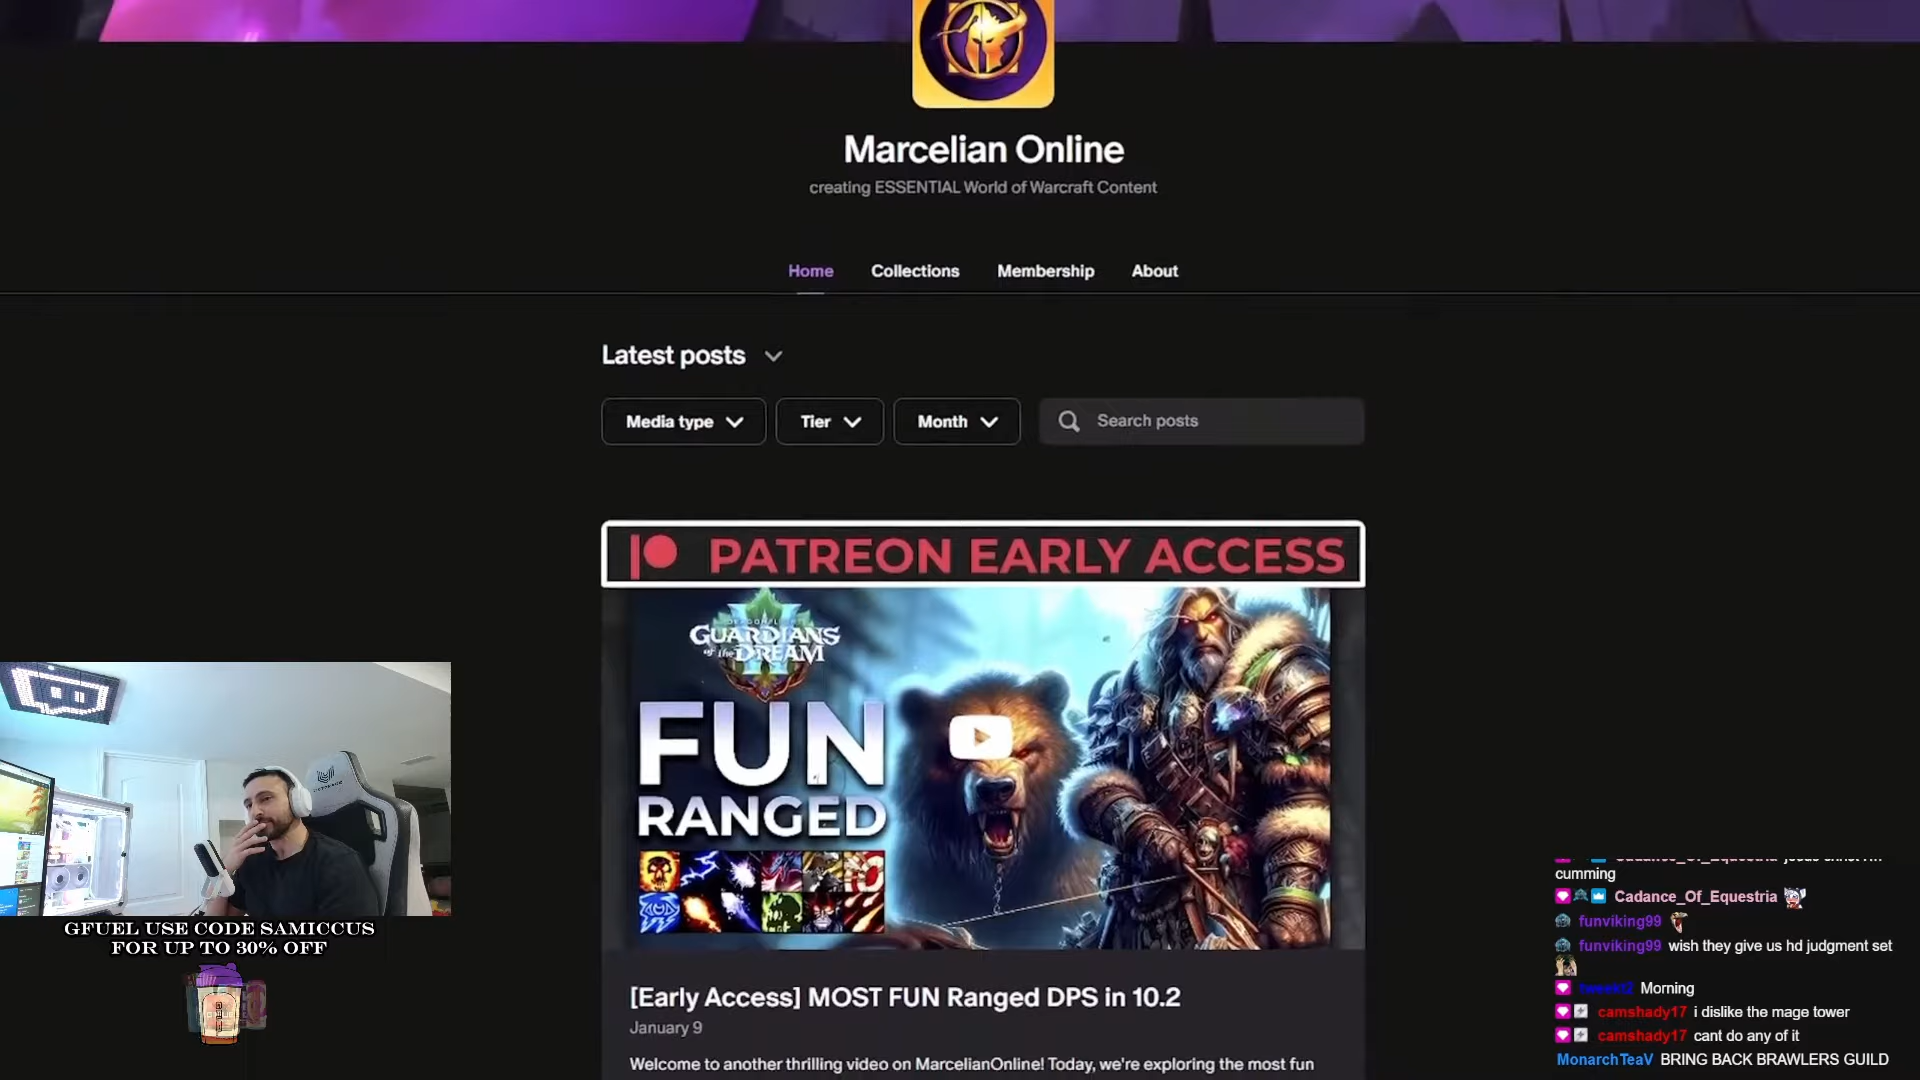 Marcelian Online
creating ESSENTIAL World of Warcraft Content
Home Collections Membership About
Latest posts
Media type Tier Month Search posts
PATREON EARLY ACCESS
GUARDIANS
of the DREAM
FUN
RANGED
[Early Access] MOST FUN Ranged DPS in 10.2
January 9
Welcome to another thrilling video on MarcelianOnline! Today, we're exploring the most fun
GFUEL USE CODE SAMICCUS
FOR UP TO 30% OFF
cumming
Cadance_Of_Equestria
funviking99
funviking99 wish they give us hd judgment set
Morning
camshady17 i dislike the mage tower
camshady17 cant do any of it
MonarchTeaV BRING BACK BRAWLERS GUILD